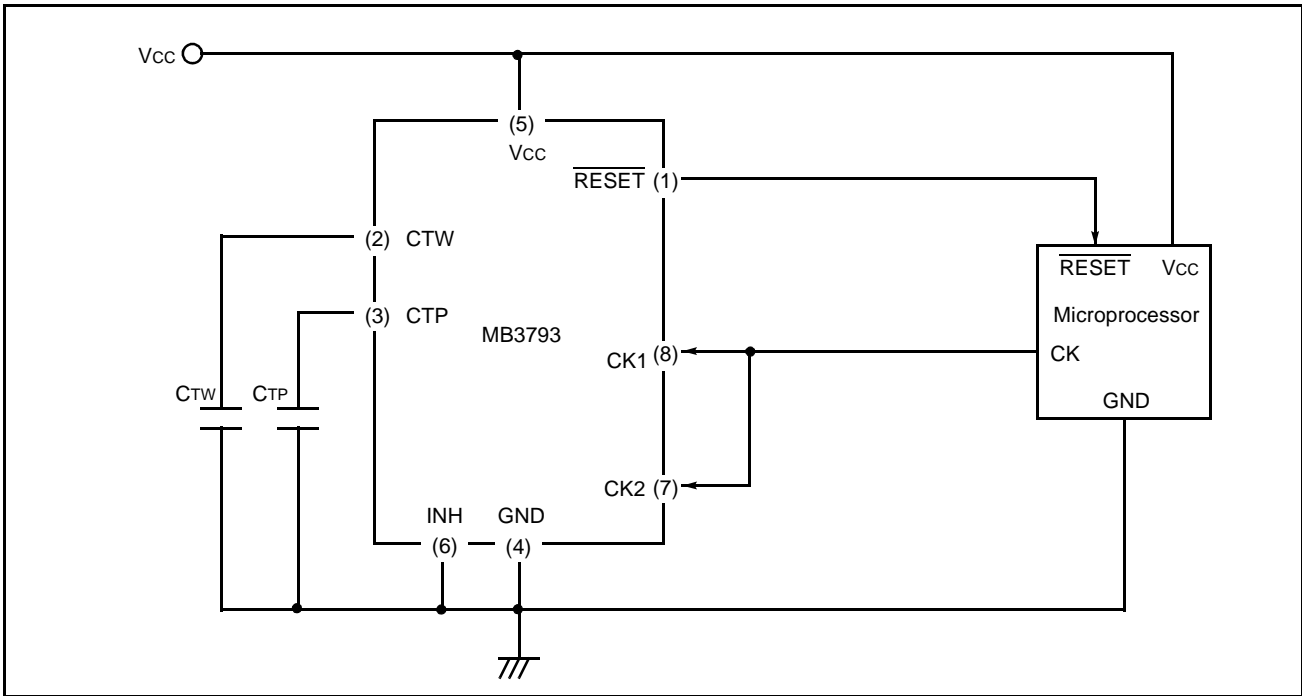 VCC
(5)
VCC
RESET (1)
(2) CTW
RESET VCC
(3) CTP
Microprocessor
MB3793
CK1 (8)
CK
CTW CTP
GND
CK2 (7)
INH GND
(6) (4)